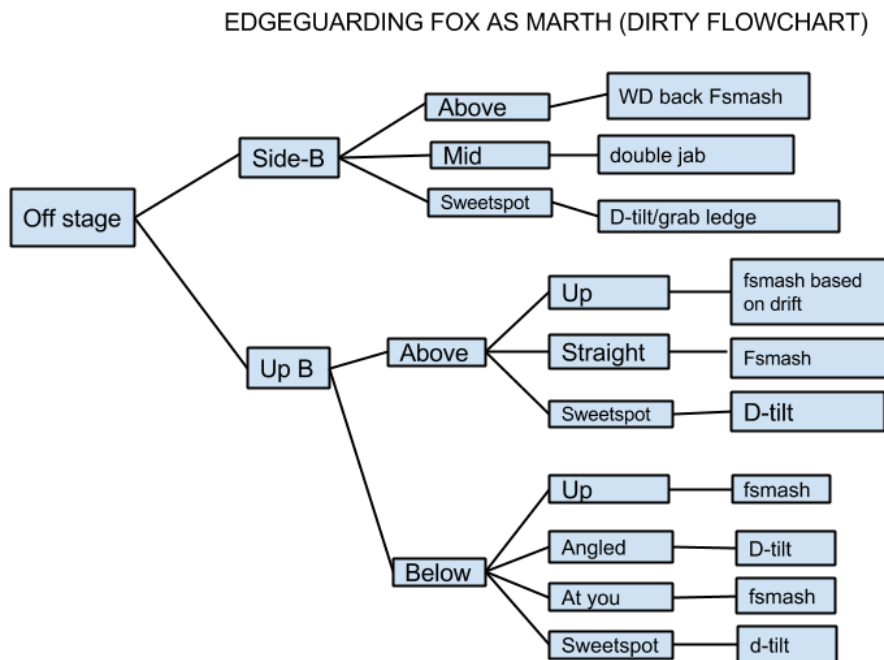 EDGEGUARDING FOX AS MARTH (DIRTY FLOWCHART)
Off stage
Side-B
Above
WD back Fsmash
Mid
double jab
Sweetspot
D-tilt/grab ledge
Up B
Above
Up
fsmash based
on drift
Straight
Fsmash
Sweetspot
D-tilt
Below
Up
fsmash
Angled
D-tilt
At you
fsmash
Sweetspot
d-tilt